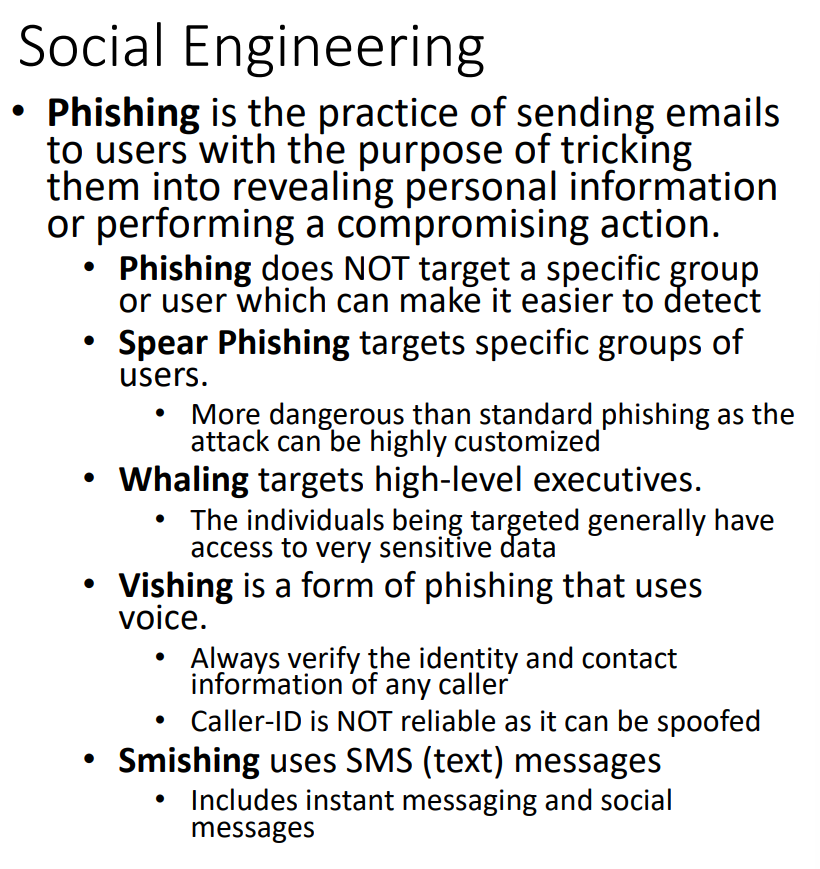 Social Engineering
• Phishing is the practice of sending emails
to users with the purpose of tricking
them into revealing personal information
or performing a compromising action.
• Phishing does NOT target a specific group
or user which can make it easier to detect
• Spear Phishing targets specific groups of
users.
• More dangerous than standard phishing as the
attack can be highly customized
• Whaling targets high-level executives.
• The individuals being targeted generally have
access to very sensitive data
• Vishing is a form of phishing that uses
voice.
• Always verify the identity and contact
information of any caller
• Caller-ID is NOT reliable as it can be spoofed
• Smishing uses SMS (text) messages
• Includes instant messaging and social
messages